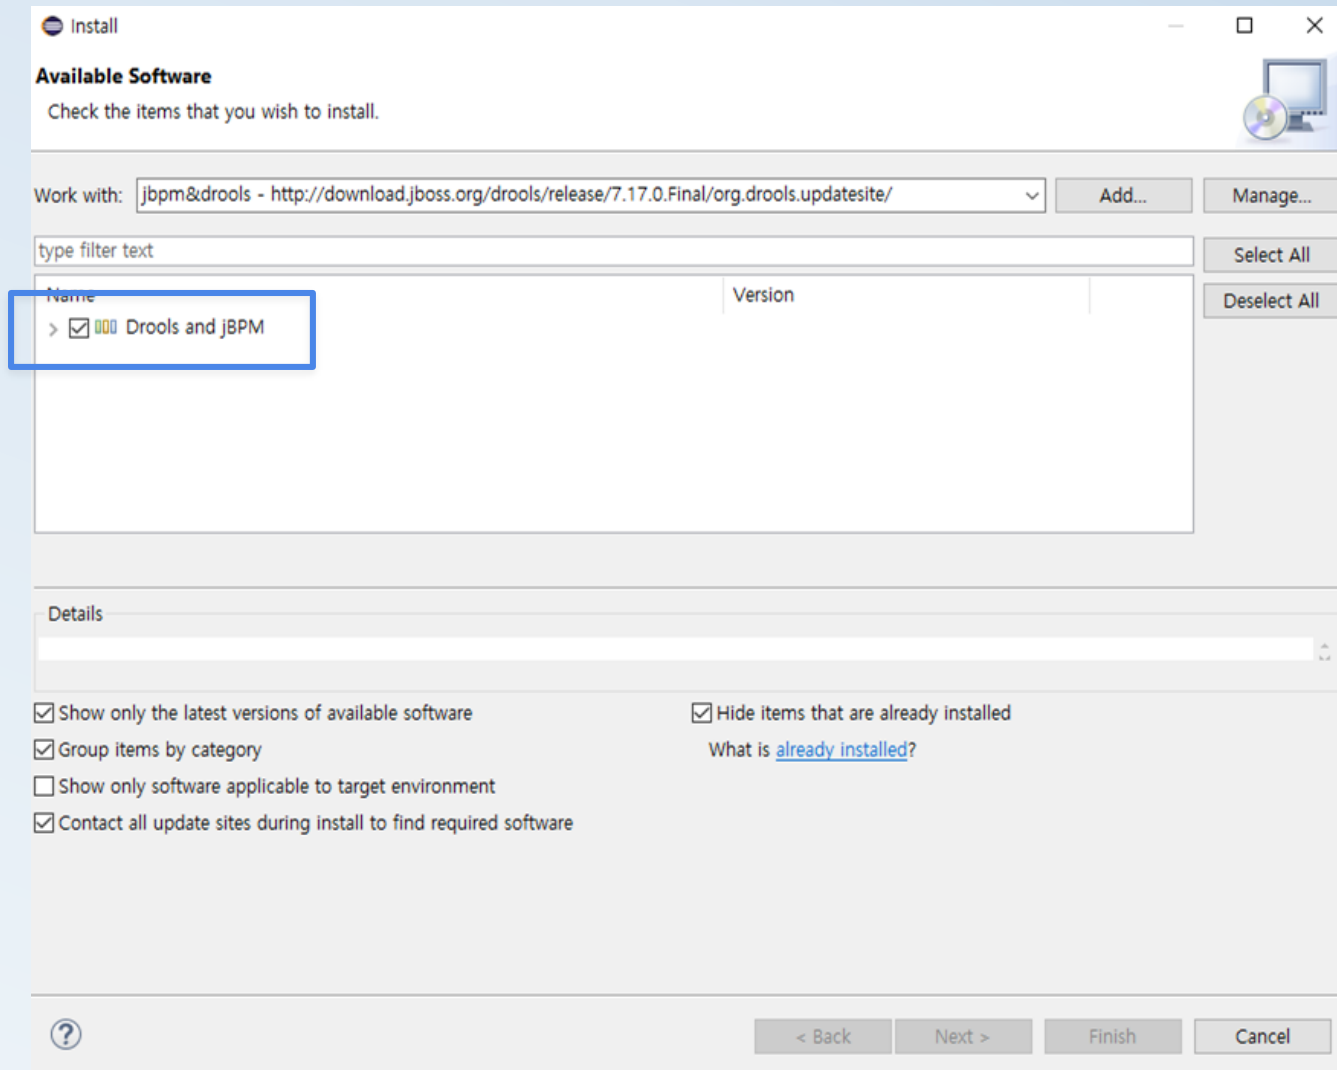 Install
Available Software
Check the items that you wish to install.
Work with: jbpm&drools - http://download.jboss.org/drools/release/7.17.0.Final/org.drools.updatesite/ Add... Manage...
type filter text
Select All
Name Version
Deselect All
Drools and jBPM
Details
Show only the latest versions of available software
Hide items that are already installed
Group items by category
What is already installed?
Show only software applicable to target environment
Contact all update sites during install to find required software
? < Back Next > Finish Cancel